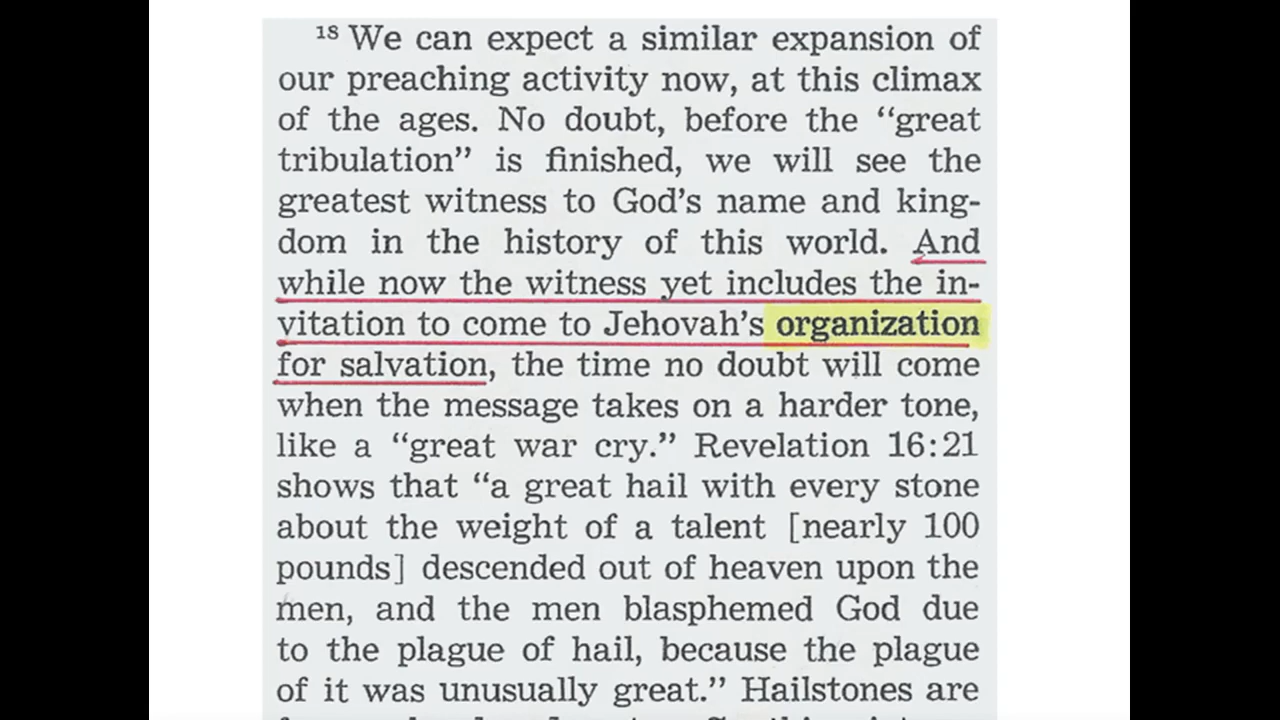 ¹⁸ We can expect a similar expansion of
our preaching activity now, at this climax
of the ages. No doubt, before the “great
tribulation” is finished, we will see the
greatest witness to God’s name and king-
dom in the history of this world. And
while now the witness yet includes the in-
vitation to come to Jehovah’s organization
for salvation, the time no doubt will come
when the message takes on a harder tone,
like a “great war cry.” Revelation 16:21
shows that “a great hail with every stone
about the weight of a talent [nearly 100
pounds] descended out of heaven upon the
men, and the men blasphemed God due
to the plague of hail, because the plague
of it was unusually great.” Hailstones are